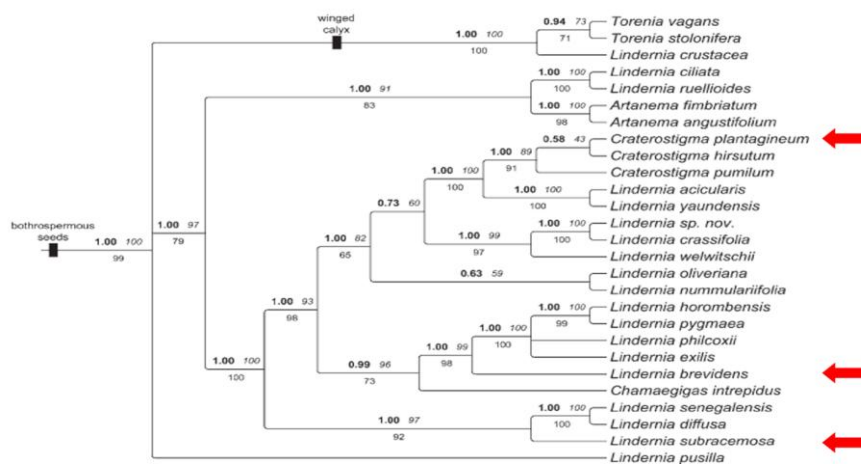 winged
calyx
1.00 100
100
0.94 73
71
Torenia vagans
Torenia stolonifera
Lindernia crustacea
1.00 91
83
1.00 100
100
Lindernia ciliata
Lindernia ruellioides
1.00 100
98
Artanema fimbriatum
Artanema angustifolium
0.58 43
Craterostigma plantagineum
1.00 89
91
Craterostigma hirsutum
Craterostigma pumilum
1.00 100
100
1.00 100
100
Lindernia acicularis
Lindernia yaundensis
0.73 60
1.00 99
97
1.00 100
100
Lindernia sp. nov.
Lindernia crassifolia
Lindernia welwitschii
bothrospermous
seeds
1.00 100
99
1.00 97
79
1.00 82
65
0.63 59
Lindernia oliveriana
Lindernia nummulariifolia
1.00 93
98
1.00 100
100
99
Lindernia horombensis
Lindernia pygmaea
1.00 100
100
Lindernia philcoxii
Lindernia exilis
1.00 99
98
Lindernia brevidens
0.99 96
73
Chamaegigas intrepidus
1.00 100
100
1.00 97
92
1.00 100
100
Lindernia senegalensis
Lindernia diffusa
Lindernia subracemosa
Lindernia pusilla